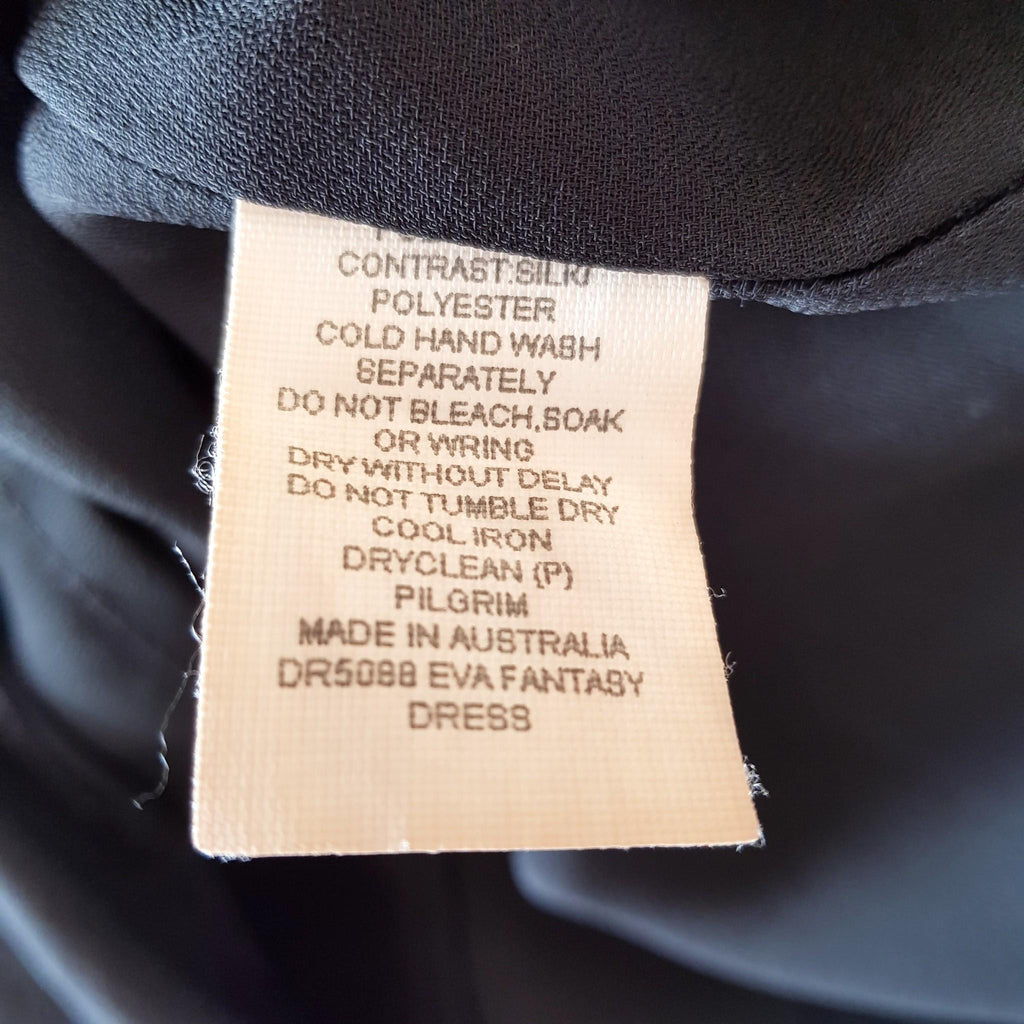 CONTRAST:SILK/
POLYESTER
COLD HAND WASH
SEPARATELY
DO NOT BLEACH,SOAK
OR WRING
DRY WITHOUT DELAY
DO NOT TUMBLE DRY
COOL IRON
DRYCLEAN (P)
PILGRIM
MADE IN AUSTRALIA
DR5088 EVA FANTASY
DRESS